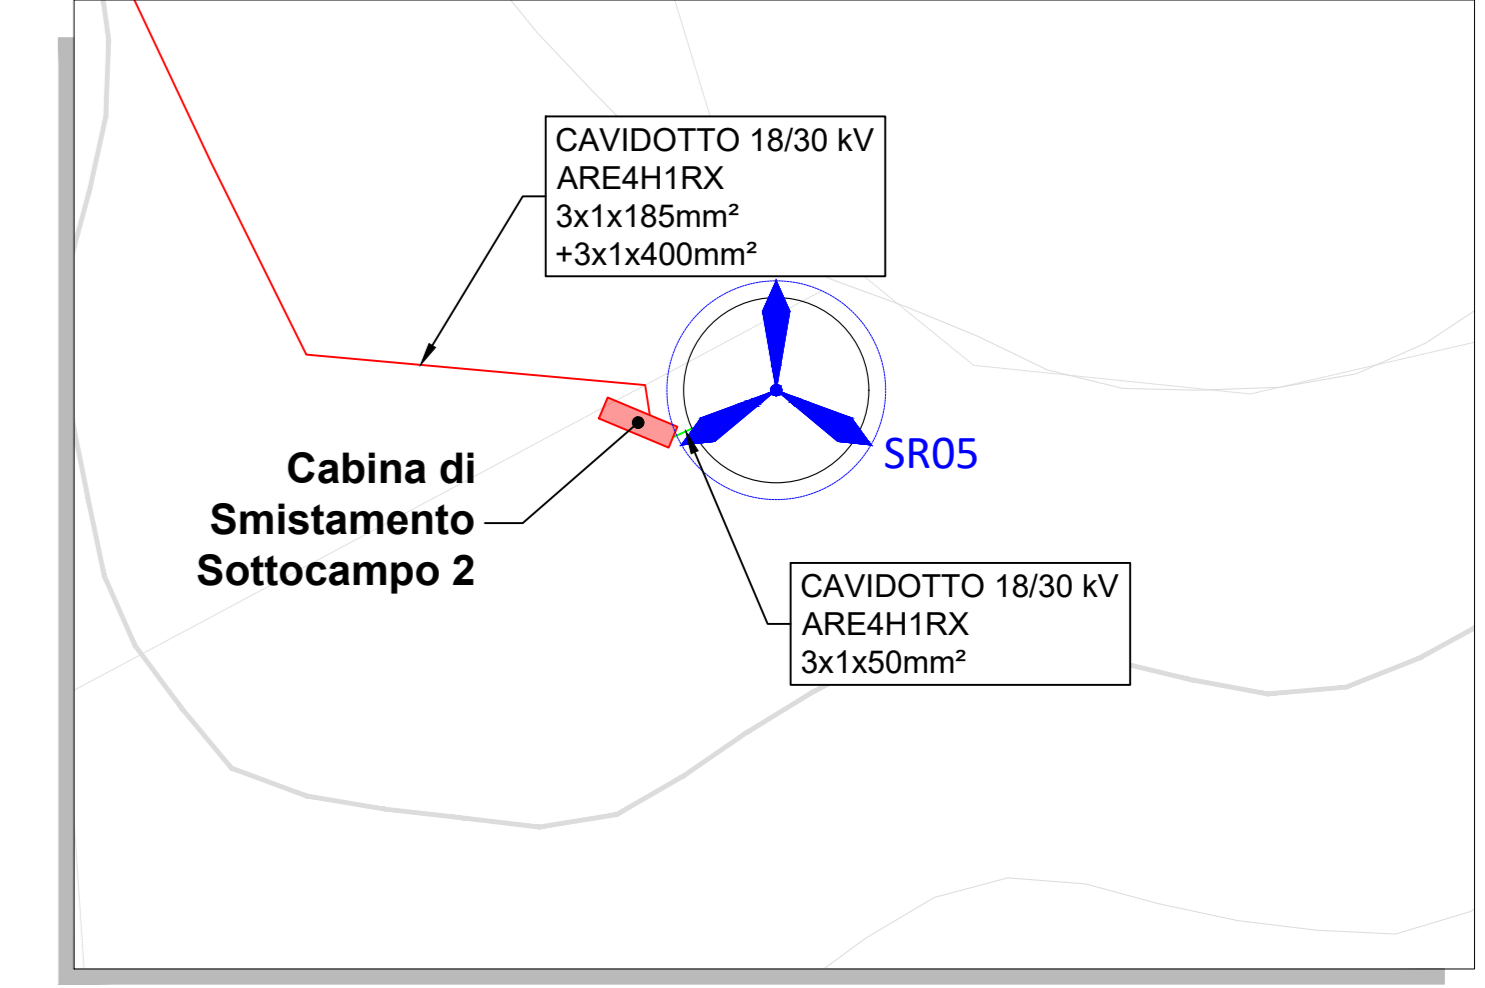 CAVIDOTTO 18/30 kV
ARE4H1RX
3x1x185mm²
+3x1x400mm²
SR05
Cabina di
Smistamento
Sottocampo 2
CAVIDOTTO 18/30 kV
ARE4H1RX
3x1x50mm²